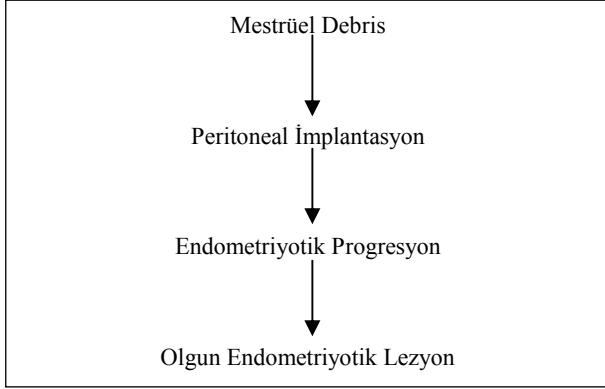 Mestrüel Debris
Peritoneal İmplantasyon
Endometriyotik Progresyon
Olgun Endometriyotik Lezyon